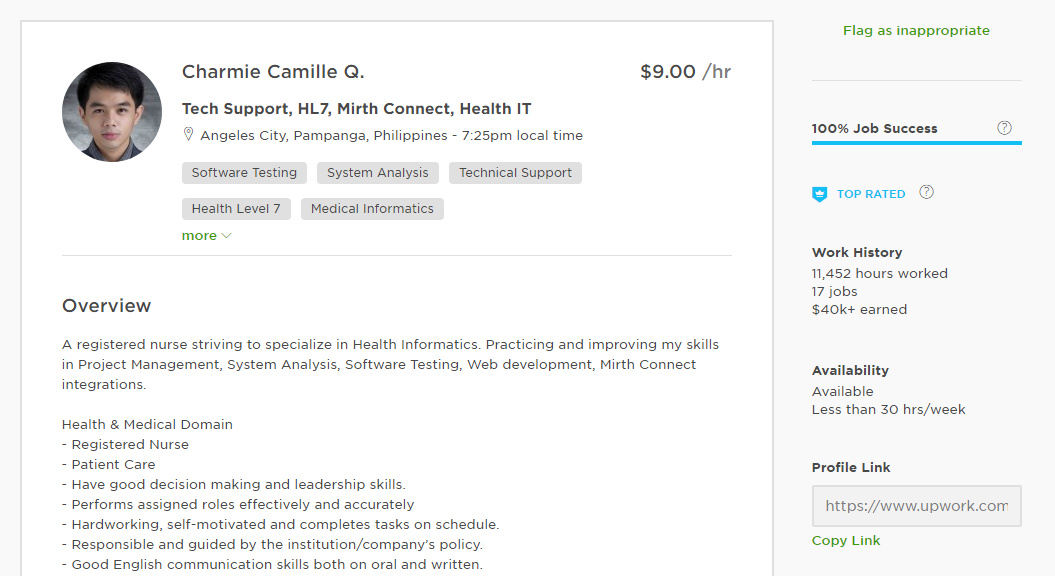 Flag as inappropriate
Charmie Camille Q.
$9.00 /hr
Tech Support, HL7, Mirth Connect, Health IT
Angeles City, Pampanga, Philippines - 7:25pm local time
Software Testing
System Analysis
Technical Support
Health Level 7
Medical Informatics
more
Overview
A registered nurse striving to specialize in Health Informatics. Practicing and improving my skills
in Project Management, System Analysis, Software Testing, Web development, Mirth Connect
integrations.
Health & Medical Domain
- Registered Nurse
- Patient Care
- Have good decision making and leadership skills.
- Performs assigned roles effectively and accurately
- Hardworking, self-motivated and completes tasks on schedule.
- Responsible and guided by the institution/company's policy.
- Good English communication skills both on oral and written.
100% Job Success
?
TOP RATED
?
Work History
11,452 hours worked
17 jobs
$40k+ earned
Availability
Available
Less than 30 hrs/week
Profile Link
https://www.upwork.com
Copy Link